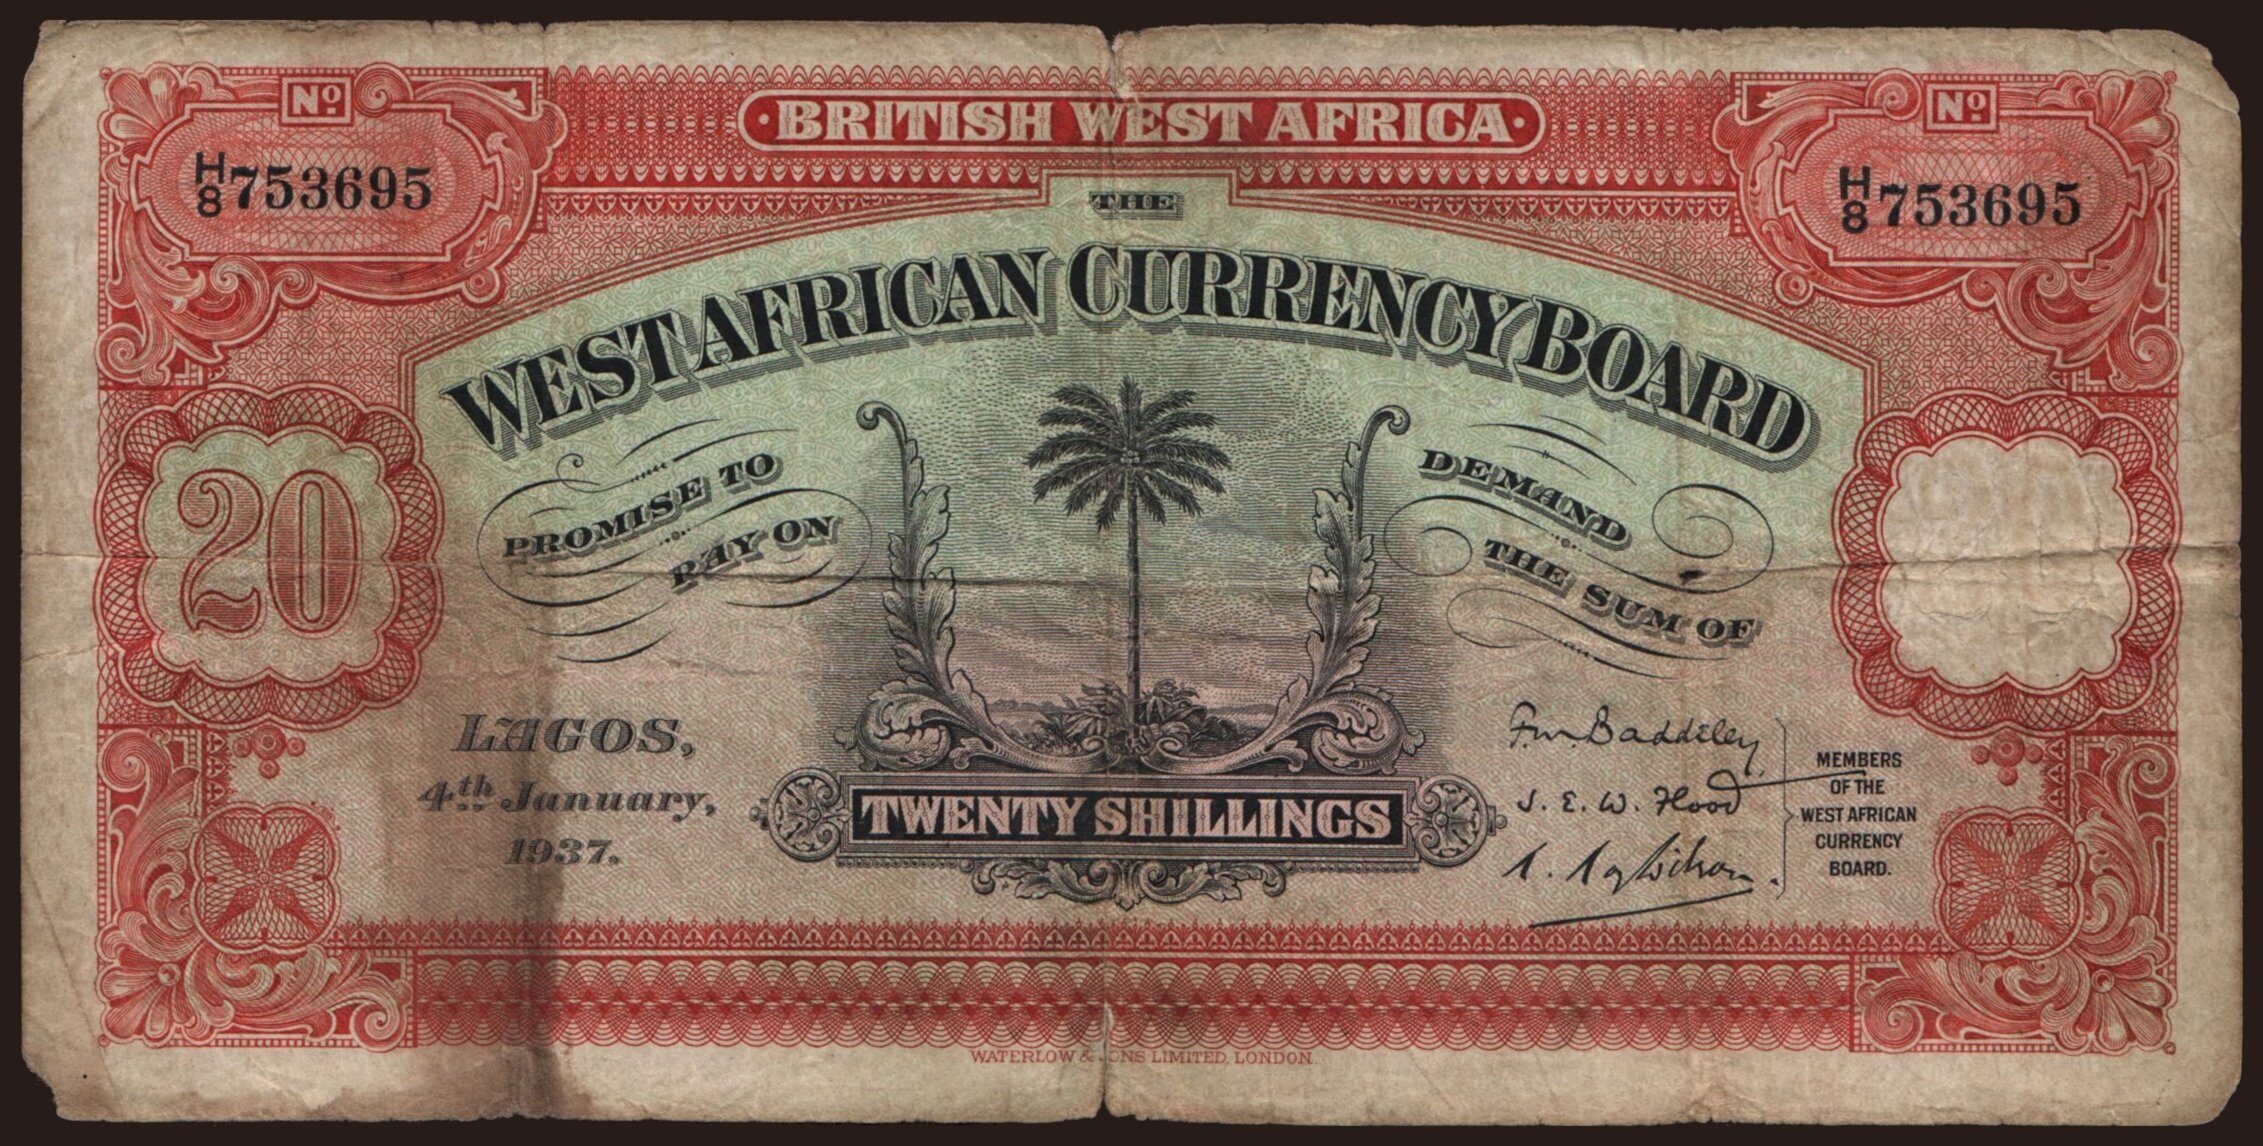 Nº.
BRITISH WEST AFRICA
Nº.
H/8 753695
H/8 753695
THE
WEST AFRICAN CURRENCY BOARD
PROMISE TO
PAY ON
DEMAND
THE SUM OF
20
LAGOS,
4th January,
1937.
TWENTY SHILLINGS
F.M. Baddeley
J. E. W. Flood
MEMBERS
OF THE
WEST AFRICAN
CURRENCY
BOARD.
WATERLOW & SONS LIMITED, LONDON.